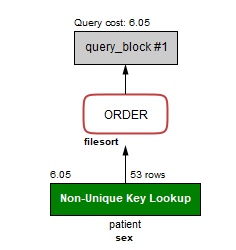 Query cost: 6.05
query_block #1
ORDER
filesort
6.05 53 rows
Non-Unique Key Lookup
patient
sex